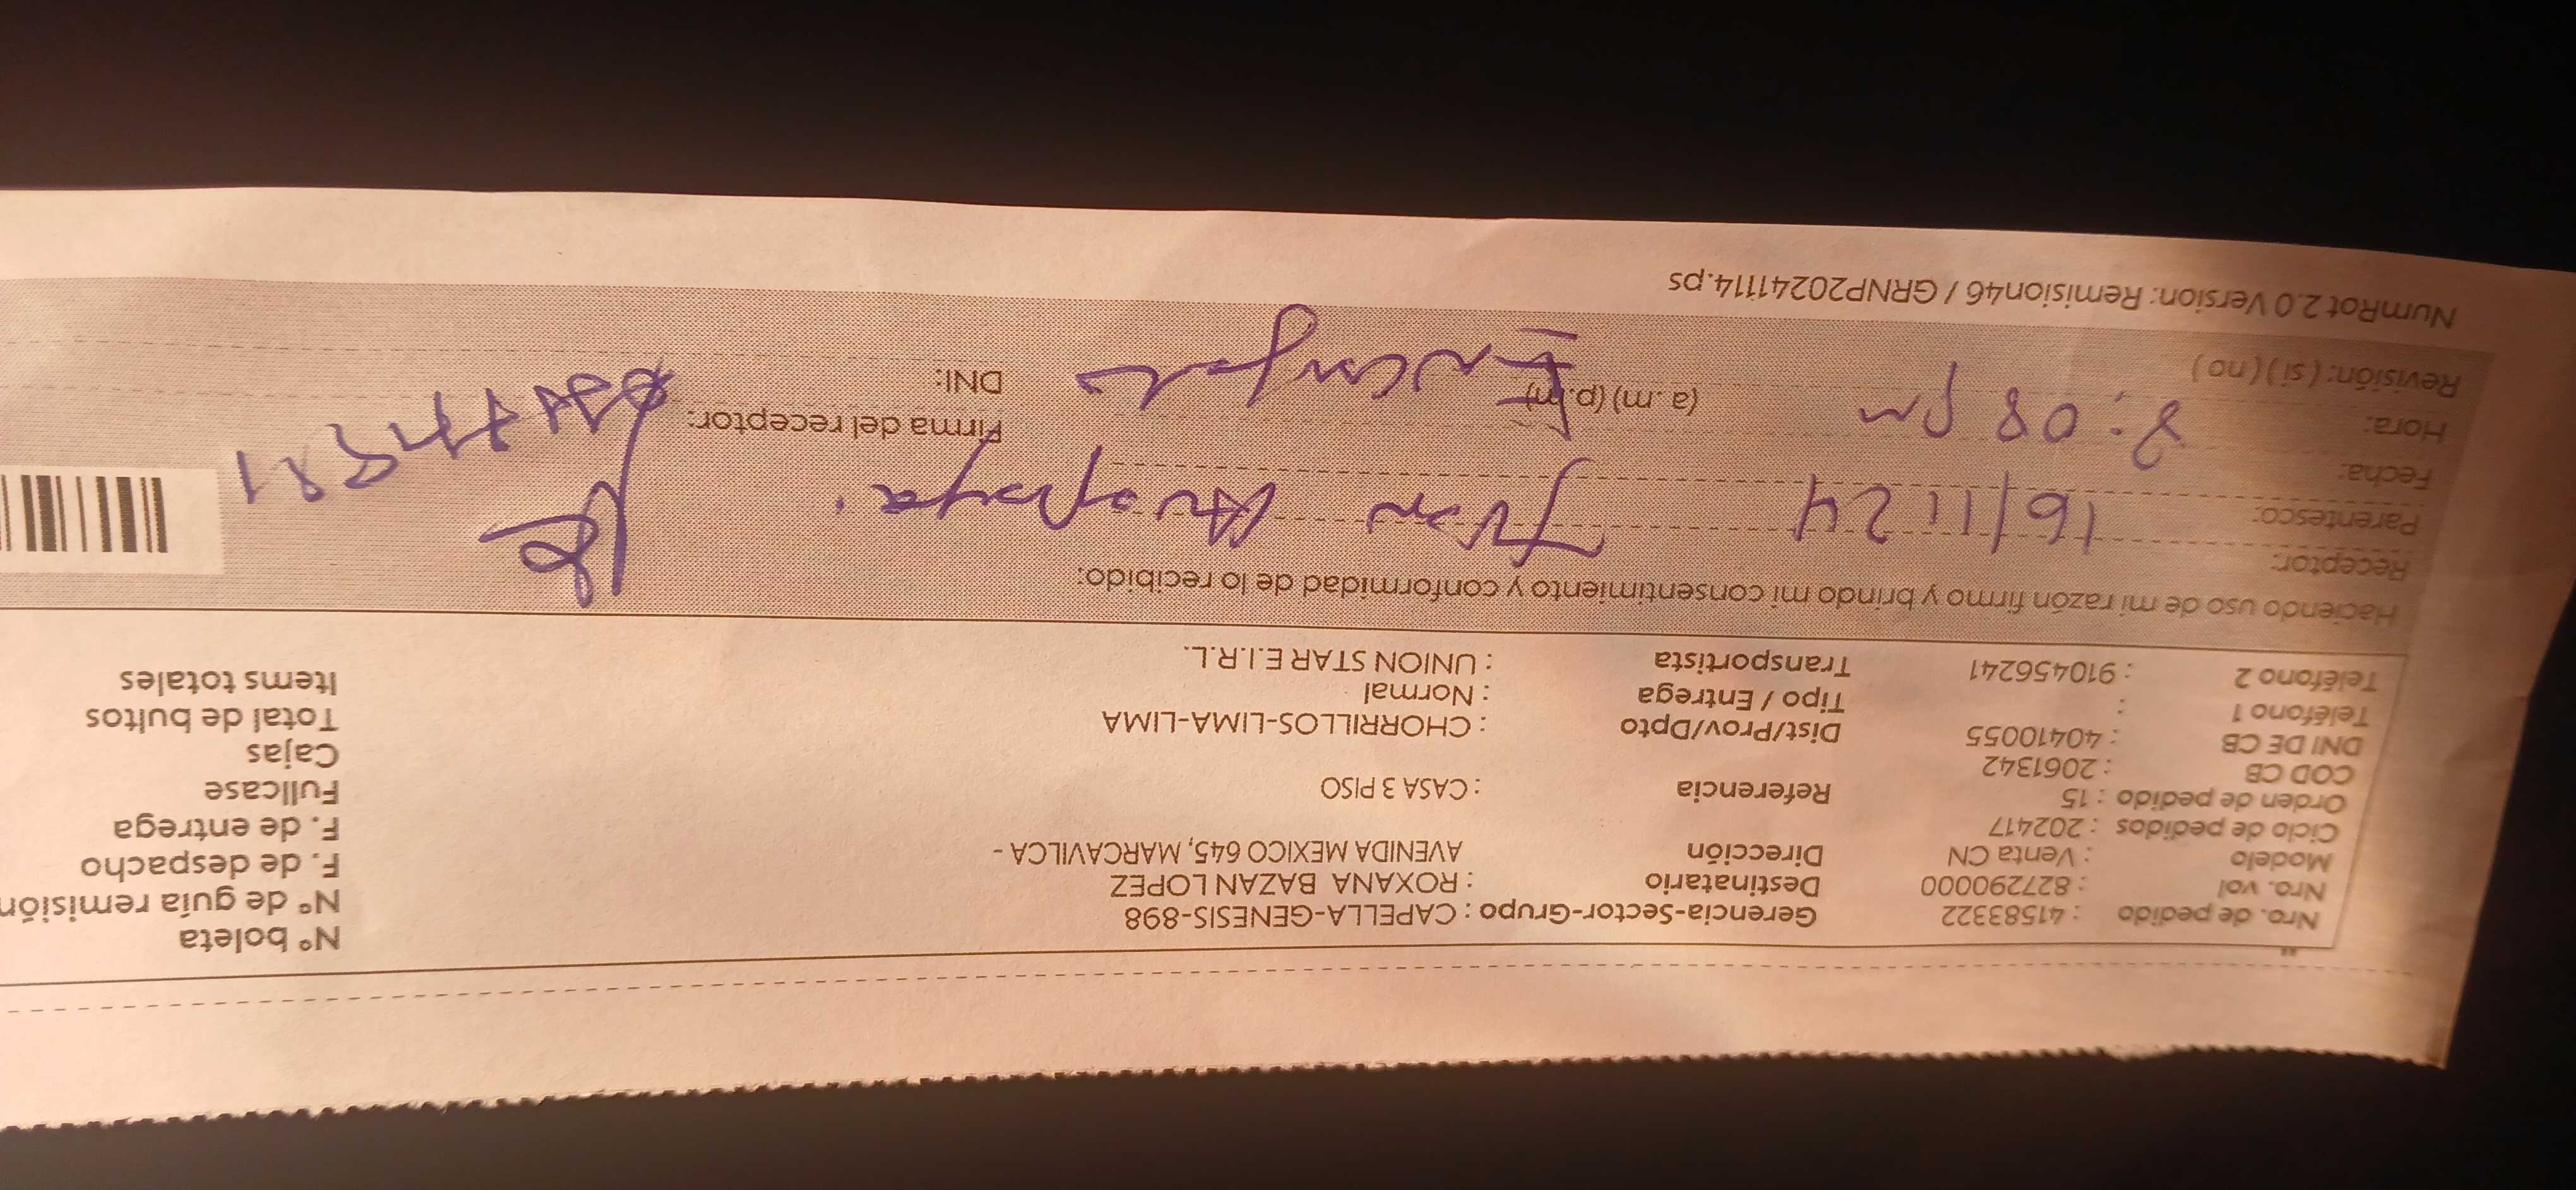 Nro. de pedido : 41583322 Gerencia-Sector-Grupo : CAPELLA-GENESIS-898 N° boleta
Nro. vol : 827290000 Destinatario : ROXANA BAZAN LOPEZ N° de guía remisión
Modelo : Venta CN Dirección AVENIDA MEXICO 645, MARCAVILCA - F. de despacho
Ciclo de pedidos : 202417 F. de entrega
Orden de pedido : 15 Referencia : CASA 3 PISO Fullcase
COD CB : 2061342 Cajas
DNI DE CB : 40410055 Dist/Prov/Dpto : CHORRILLOS-LIMA-LIMA Total de bultos
Teléfono 1 : Tipo / Entrega : Normal Items totales
Teléfono 2 : 910456241 Transportista : UNION STAR E.I.R.L.
Haciendo uso de mi razón firmo y brindo mi consentimiento y conformidad de lo recibido:
Receptor:
Parentesco: 16/11/24
Fecha:
Hora: 8:08 pm (a.m) (p.m) Encargado Firma del receptor:
Revisión: ( si ) ( no ) DNI:
NumRot 2.0 Version: Remision46 / GRNP20241114.ps